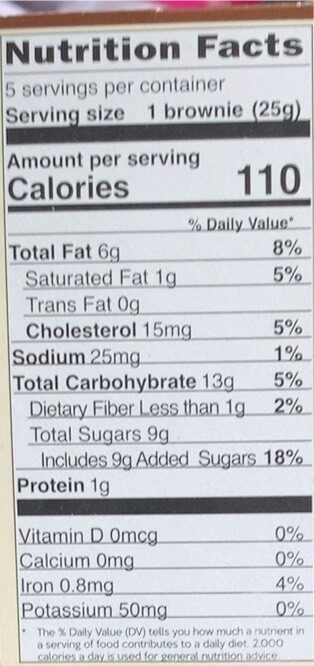 Nutrition Facts
5 servings per container
Serving size 1 brownie (25g)
Amount per serving
Calories 110
% Daily Value*
Total Fat 6g 8%
Saturated Fat 1g 5%
Trans Fat 0g
Cholesterol 15mg 5%
Sodium 25mg 1%
Total Carbohybrate 13g 5%
Dietary Fiber Less than 1g 2%
Total Sugars 9g
Includes 9g Added Sugars 18%
Protein 1g
Vitamin D 0mcg 0%
Calcium 0mg 0%
Iron 0.8mg 4%
Potassium 50mg 0%
* The % Daily Value (DV) tells you how much a nutrient in
a serving of food contributes to a daily diet. 2,000
calories a day is used for general nutrition advice.